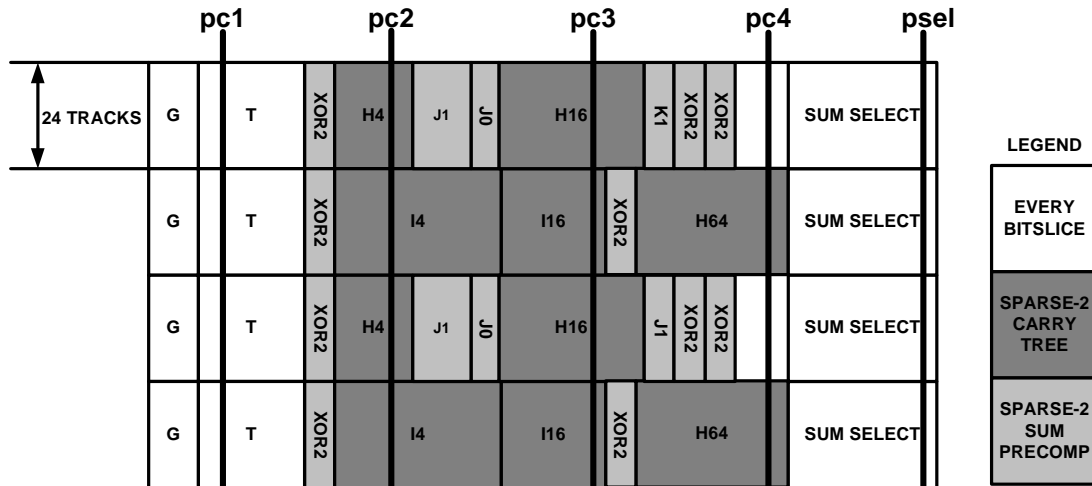 pc1 pc2 pc3 pc4 psel
24 TRACKS
G T XOR2 H4 J1 J0 H16 K1 XOR2 XOR2 SUM SELECT
G T XOR2 I4 I16 XOR2 H64 SUM SELECT
G T XOR2 H4 J1 J0 H16 J1 XOR2 XOR2 SUM SELECT
G T XOR2 I4 I16 XOR2 H64 SUM SELECT
LEGEND
EVERY
BITSLICE
SPARSE-2
CARRY
TREE
SPARSE-2
SUM
PRECOMP